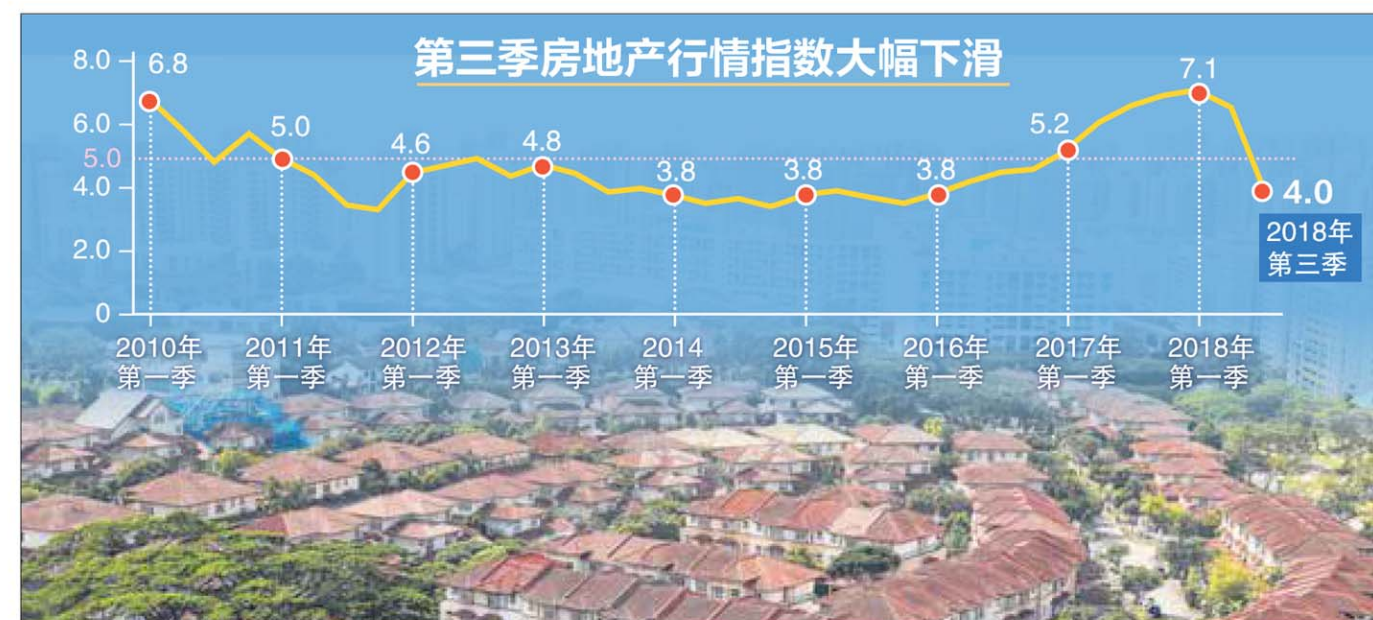 第三季房地产行情指数大幅下滑
8.0
6.0
5.0
4.0
2.0
0
6.8
5.0
4.6
4.8
3.8
3.8
3.8
5.2
7.1
4.0
2018年
第三季
2010年
第一季
2011年
第一季
2012年
第一季
2013年
第一季
2014
第一季
2015年
第一季
2016年
第一季
2017年
第一季
2018年
第一季